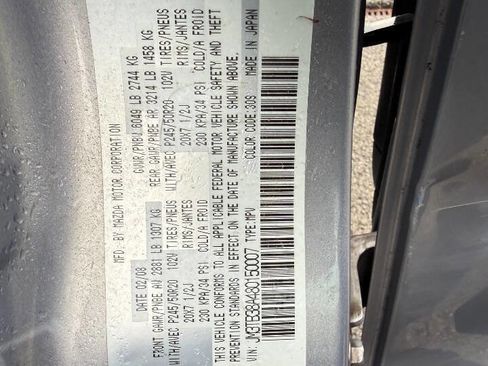 MFD. BY MAZDA MOTOR CORPORATION
DATE 02/08 GVWR/PNBV 6049 LB 2744 KG
FRONT GAWR/PNBE AV 2881 LB 1307 KG REAR GAWR/PNBE AR 3214 LB 1458 KG
WITH/AVEC P245/50R20 102V TIRES/PNEUS WITH/AVEC P245/50R20 102V TIRES/PNEUS
20X7 1/2J RIMS/JANTES 20X7 1/2J RIMS/JANTES
230 KPA/34 PSI COLD/A FROID 230 KPA/34 PSI COLD/A FROID
THIS VEHICLE CONFORMS TO ALL APPLICABLE FEDERAL MOTOR VEHICLE SAFETY AND THEFT
PREVENTION STANDARDS IN EFFECT ON THE DATE OF MANUFACTURE SHOWN ABOVE.
COLOR CODE:30S MADE IN JAPAN
VIN: JM3TB38A480150007 TYPE:MPV